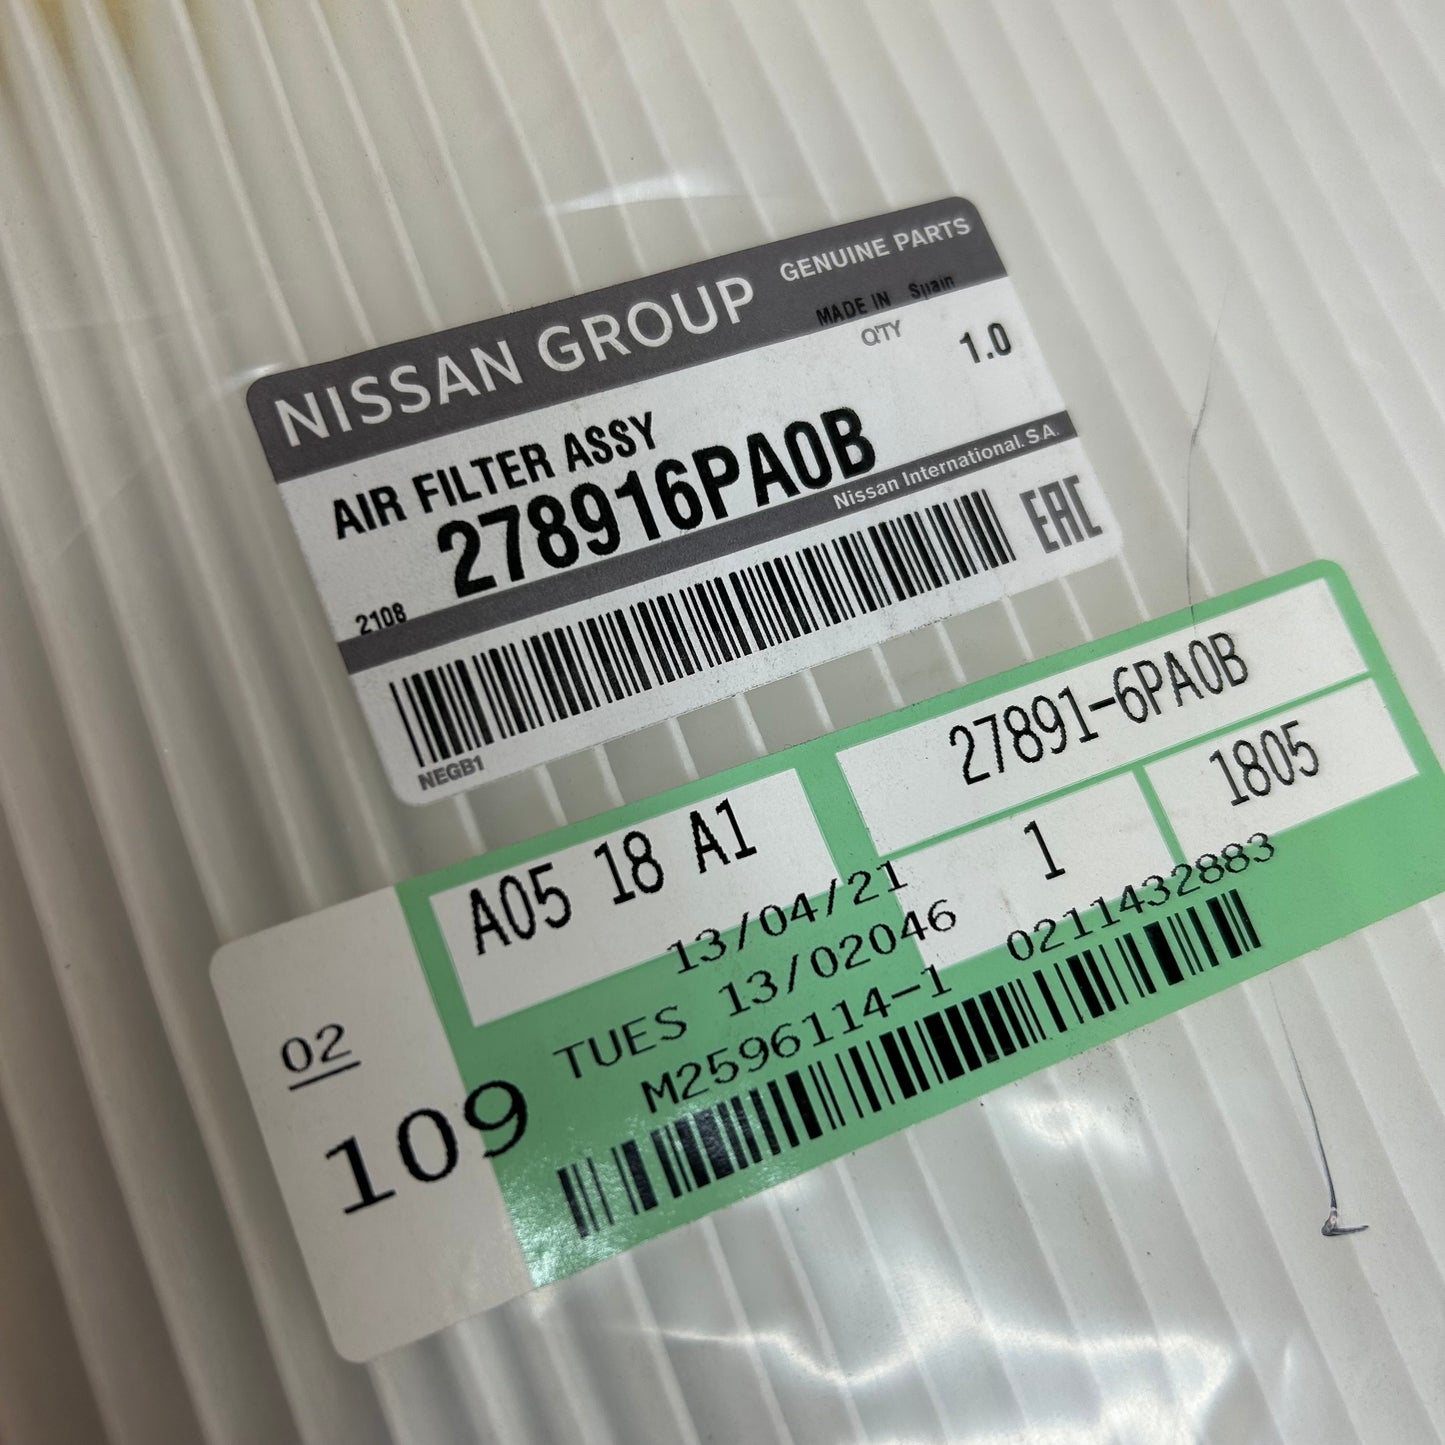 NISSAN GROUP GENUINE PARTS
MADE IN Spain
QTY 1.0
AIR FILTER ASSY
278916PA0B
2108
Nissan International. S.A.
EAC
NEGB1
27891-6PA0B
A05 18 A1
1
1805
13/04/21
TUES 13/02046
M2596114-1 0211432883
02
109